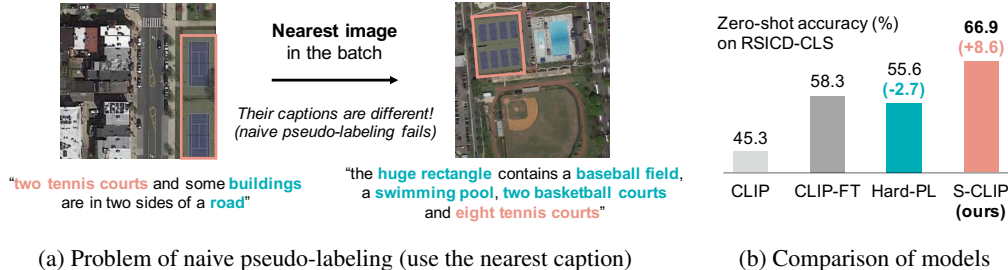 Nearest image
in the batch
Their captions are different!
(naive pseudo-labeling fails)
“two tennis courts and some buildings
are in two sides of a road”
“the huge rectangle contains a baseball field,
a swimming pool, two basketball courts
and eight tennis courts”
(a) Problem of naive pseudo-labeling (use the nearest caption)
Zero-shot accuracy (%)
on RSICD-CLS
45.3
58.3
55.6
(-2.7)
66.9
(+8.6)
CLIP
CLIP-FT
Hard-PL
S-CLIP
(ours)
(b) Comparison of models